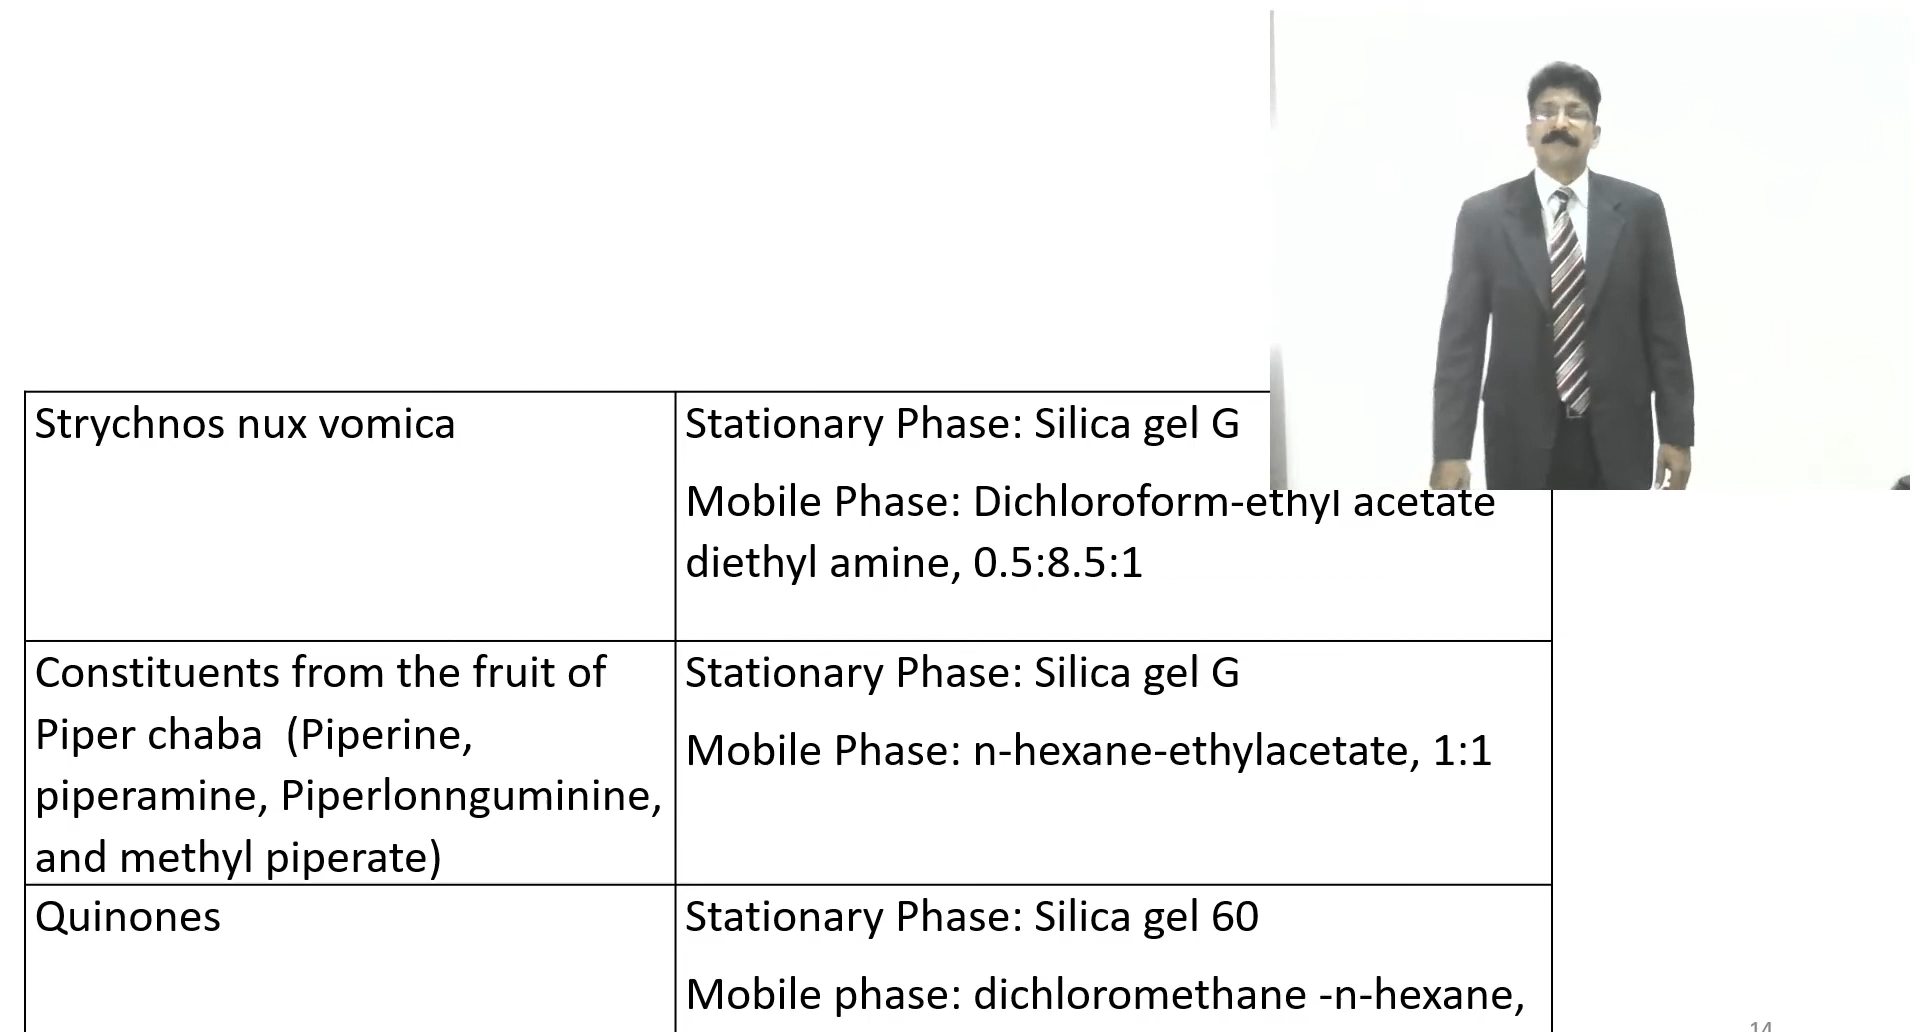 Strychnos nux vomica
Stationary Phase: Silica gel G
Mobile Phase: Dichloroform-ethyl acetate
diethyl amine, 0.5:8.5:1
Constituents from the fruit of
Piper chaba  (Piperine,
piperamine, Piperlonnguminine,
and methyl piperate)
Stationary Phase: Silica gel G
Mobile Phase: n-hexane-ethylacetate, 1:1
Quinones
Stationary Phase: Silica gel 60
Mobile phase: dichloromethane -n-hexane,
14